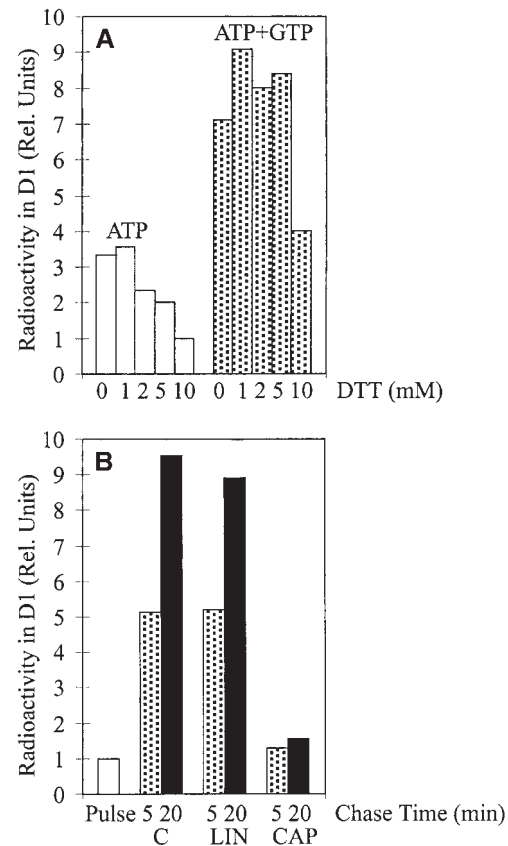 A
ATP+GTP
ATP
Radioactivity in D1 (Rel. Units)
10
9
8
7
6
5
4
3
2
1
0
0 1 2 5 10 0 1 2 5 10 DTT (mM)
B
Radioactivity in D1 (Rel. Units)
10
9
8
7
6
5
4
3
2
1
0
Pulse 5 20 5 20 5 20 Chase Time (min)
C LIN CAP